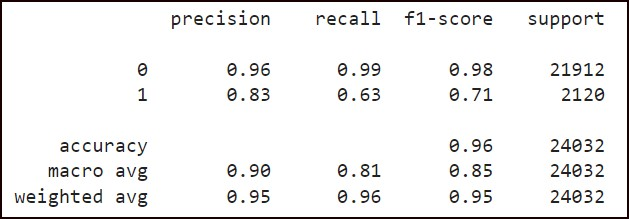 precision recall f1-score support
0 0.96 0.99 0.98 21912
1 0.83 0.63 0.71 2120
accuracy 0.96 24032
macro avg 0.90 0.81 0.85 24032
weighted avg 0.95 0.96 0.95 24032